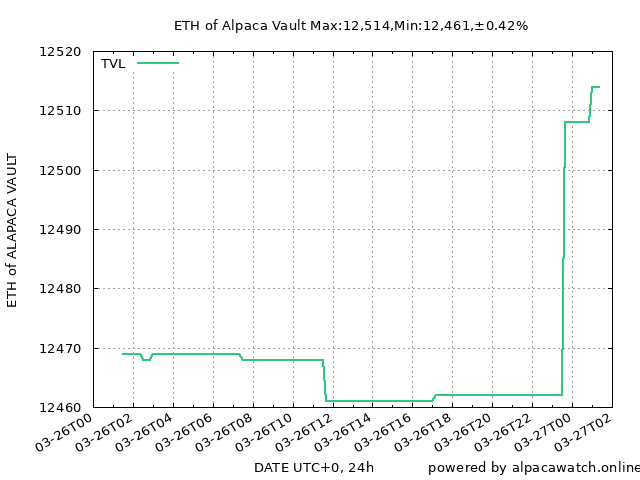 ETH of Alpaca Vault Max:12,514,Min:12,461,±0.42%
TVL
12520
12510
12500
12490
12480
12470
12460
ETH of ALAPACA VAULT
03-26T00
03-26T02
03-26T04
03-26T06
03-26T08
03-26T10
03-26T12
03-26T14
03-26T16
03-26T18
03-26T20
03-26T22
03-27T00
03-27T02
DATE UTC+0, 24h
powered by alpacawatch.online